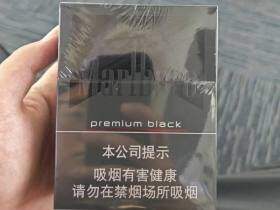 Marlboro
premium black
本公司提示
吸烟有害健康
请勿在禁烟场所吸烟